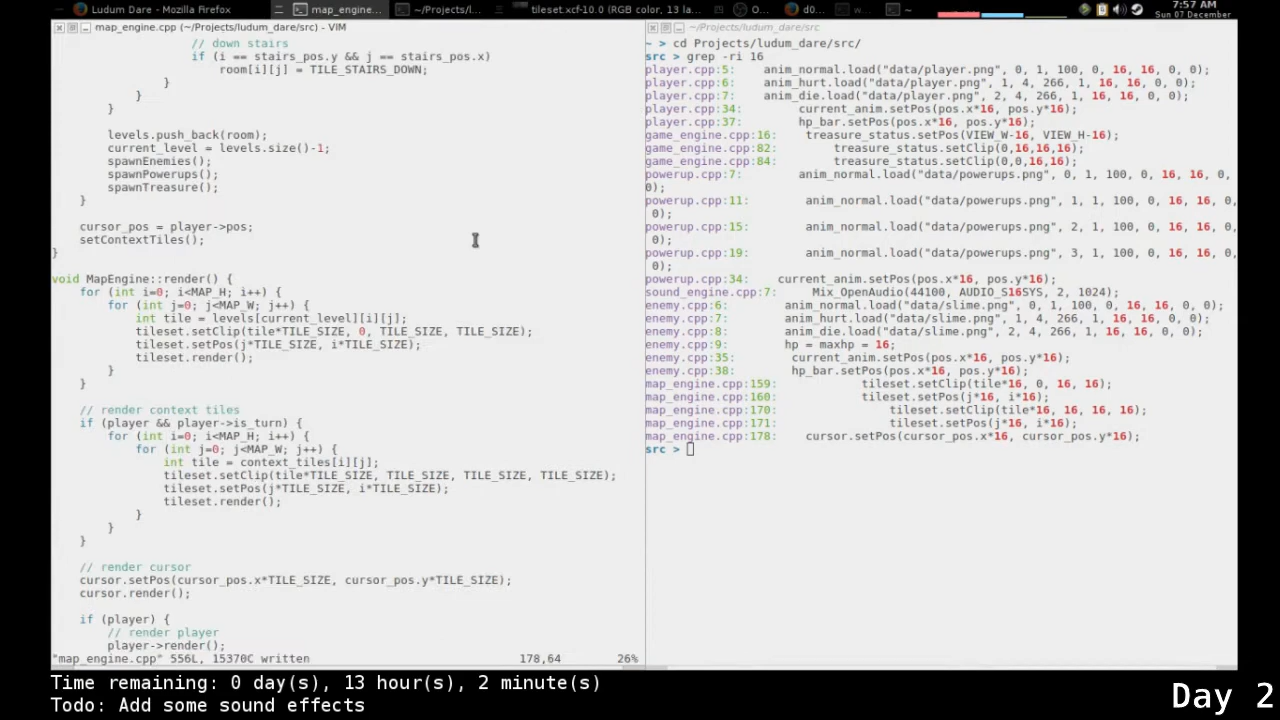 Ludum Dare - Mozilla Firefox
map_engine...
~/Projects/l...
tileset.xcf-10.0 (RGB color, 13 la...
O...
d0...
w...
~
7:57 AM
Sun 07 December
map_engine.cpp (~/Projects/ludum_dare/src) - VIM
// down stairs
if (i == stairs_pos.y && j == stairs_pos.x)
room[i][j] = TILE_STAIRS_DOWN;
}
}
}
levels.push_back(room);
current_level = levels.size()-1;
spawnEnemies();
spawnPowerups();
spawnTreasure();
}
cursor_pos = player->pos;
setContextTiles();
}
void MapEngine::render() {
for (int i=0; i<MAP_H; i++) {
for (int j=0; j<MAP_W; j++) {
int tile = levels[current_level][i][j];
tileset.setClip(tile*TILE_SIZE, 0, TILE_SIZE, TILE_SIZE);
tileset.setPos(j*TILE_SIZE, i*TILE_SIZE);
tileset.render();
}
}
// render context tiles
if (player && player->is_turn) {
for (int i=0; i<MAP_H; i++) {
for (int j=0; j<MAP_W; j++) {
int tile = context_tiles[i][j];
tileset.setClip(tile*TILE_SIZE, TILE_SIZE, TILE_SIZE, TILE_SIZE);
tileset.setPos(j*TILE_SIZE, i*TILE_SIZE);
tileset.render();
}
}
}
// render cursor
cursor.setPos(cursor_pos.x*TILE_SIZE, cursor_pos.y*TILE_SIZE);
cursor.render();
if (player) {
// render player
player->render();
"map_engine.cpp" 556L, 15370C written 178,64 26%
~/Projects/ludum_dare/src
~ > cd Projects/ludum_dare/src/
src > grep -ri 16
player.cpp:5: anim_normal.load("data/player.png", 0, 1, 100, 0, 16, 16, 0, 0);
player.cpp:6: anim_hurt.load("data/player.png", 1, 4, 266, 1, 16, 16, 0, 0);
player.cpp:7: anim_die.load("data/player.png", 2, 4, 266, 1, 16, 16, 0, 0);
player.cpp:34: current_anim.setPos(pos.x*16, pos.y*16);
player.cpp:37: hp_bar.setPos(pos.x*16, pos.y*16);
game_engine.cpp:16: treasure_status.setPos(VIEW_W-16, VIEW_H-16);
game_engine.cpp:82: treasure_status.setClip(0,16,16,16);
game_engine.cpp:84: treasure_status.setClip(0,0,16,16);
powerup.cpp:7: anim_normal.load("data/powerups.png", 0, 1, 100, 0, 16, 16, 0,
0);
powerup.cpp:11: anim_normal.load("data/powerups.png", 1, 1, 100, 0, 16, 16, 0,
0);
powerup.cpp:15: anim_normal.load("data/powerups.png", 2, 1, 100, 0, 16, 16, 0,
0);
powerup.cpp:19: anim_normal.load("data/powerups.png", 3, 1, 100, 0, 16, 16, 0,
0);
powerup.cpp:34: current_anim.setPos(pos.x*16, pos.y*16);
sound_engine.cpp:7: Mix_OpenAudio(44100, AUDIO_S16SYS, 2, 1024);
enemy.cpp:6: anim_normal.load("data/slime.png", 0, 1, 100, 0, 16, 16, 0, 0);
enemy.cpp:7: anim_hurt.load("data/slime.png", 1, 4, 266, 1, 16, 16, 0, 0);
enemy.cpp:8: anim_die.load("data/slime.png", 2, 4, 266, 1, 16, 16, 0, 0);
enemy.cpp:9: hp = maxhp = 16;
enemy.cpp:35: current_anim.setPos(pos.x*16, pos.y*16);
enemy.cpp:38: hp_bar.setPos(pos.x*16, pos.y*16);
map_engine.cpp:159: tileset.setClip(tile*16, 0, 16, 16);
map_engine.cpp:160: tileset.setPos(j*16, i*16);
map_engine.cpp:170: tileset.setClip(tile*16, 16, 16, 16);
map_engine.cpp:171: tileset.setPos(j*16, i*16);
map_engine.cpp:178: cursor.setPos(cursor_pos.x*16, cursor_pos.y*16);
src >
Time remaining: 0 day(s), 13 hour(s), 2 minute(s)
Todo: Add some sound effects
Day 2